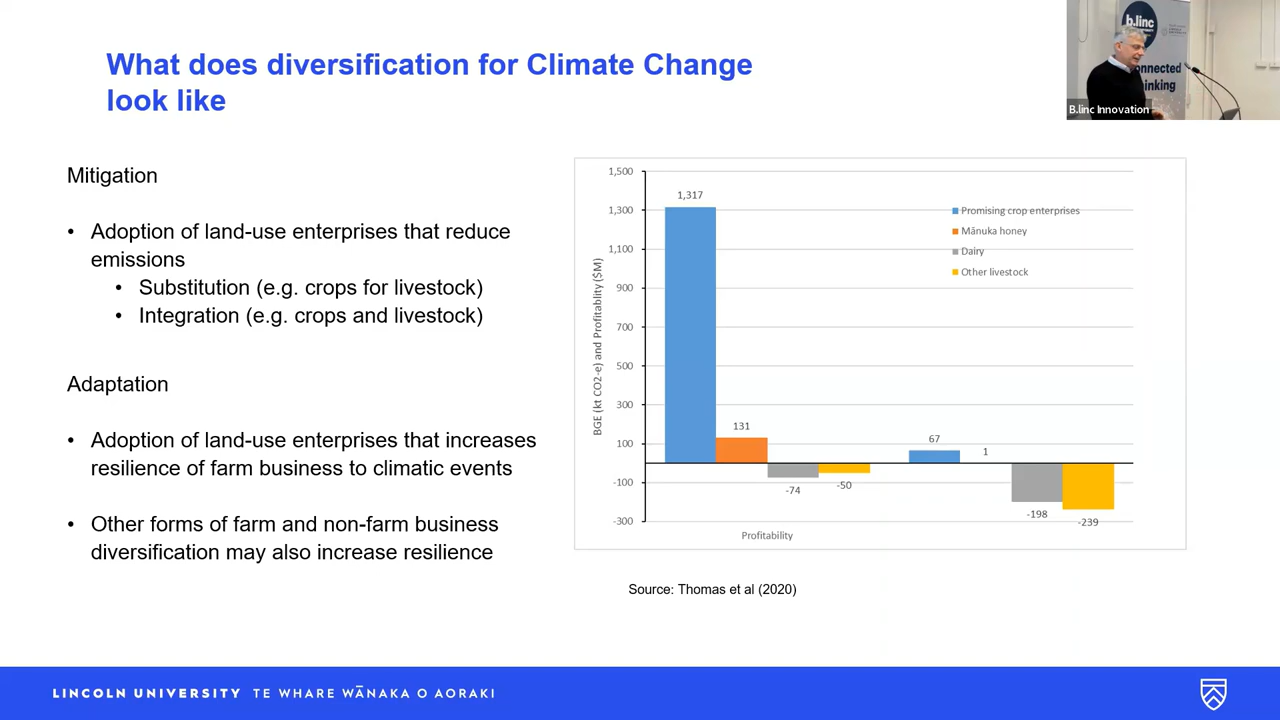 What does diversification for Climate Change
look like
b.linc
onnected
hinking
B.linc Innovation
Mitigation
• Adoption of land-use enterprises that reduce
emissions
• Substitution (e.g. crops for livestock)
• Integration (e.g. crops and livestock)
Adaptation
• Adoption of land-use enterprises that increases
resilience of farm business to climatic events
• Other forms of farm and non-farm business
diversification may also increase resilience
BGE (kt CO2-e) and Profitablity ($M)
1,500
1,300
1,100
900
700
500
300
100
-100
-300
1,317
131
-74
-50
67
1
-198
-239
Promising crop enterprises
Mānuka honey
Dairy
Other livestock
Profitability
Source: Thomas et al (2020)
LINCOLN UNIVERSITY TE WHARE WĀNAKA O AORAKI